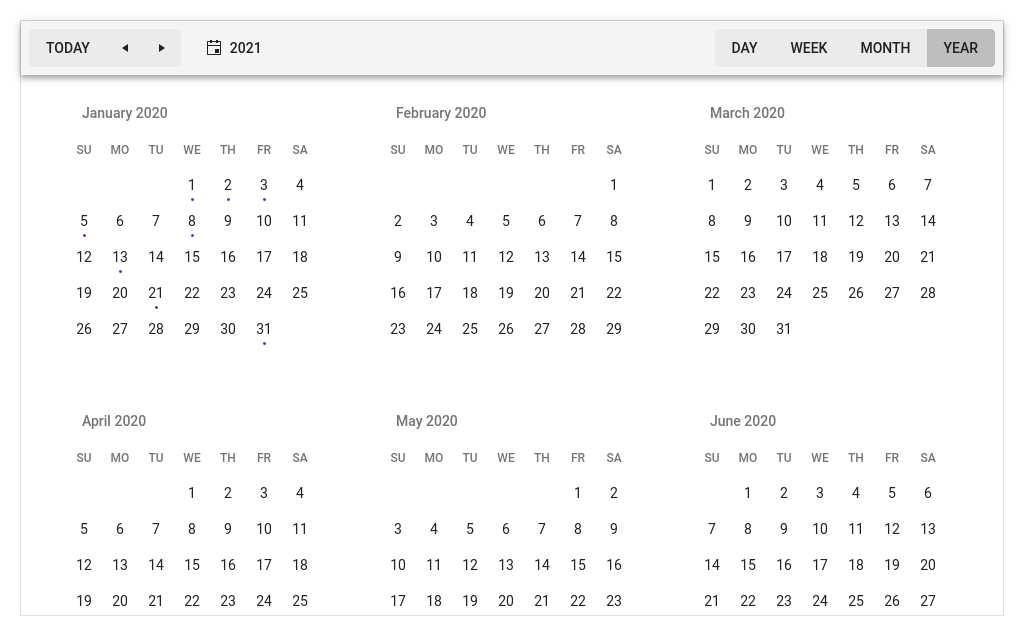 TODAY 2021 DAY WEEK MONTH YEAR
January 2020 February 2020 March 2020
SU MO TU WE TH FR SA SU MO TU WE TH FR SA SU MO TU WE TH FR SA
1 2 3 4 1 1 2 3 4 5 6 7
5 6 7 8 9 10 11 2 3 4 5 6 7 8 8 9 10 11 12 13 14
12 13 14 15 16 17 18 9 10 11 12 13 14 15 15 16 17 18 19 20 21
19 20 21 22 23 24 25 16 17 18 19 20 21 22 22 23 24 25 26 27 28
26 27 28 29 30 31 23 24 25 26 27 28 29 29 30 31
April 2020 May 2020 June 2020
SU MO TU WE TH FR SA SU MO TU WE TH FR SA SU MO TU WE TH FR SA
1 2 3 4 1 2 1 2 3 4 5 6
5 6 7 8 9 10 11 3 4 5 6 7 8 9 7 8 9 10 11 12 13
12 13 14 15 16 17 18 10 11 12 13 14 15 16 14 15 16 17 18 19 20
19 20 21 22 23 24 25 17 18 19 20 21 22 23 21 22 23 24 25 26 27